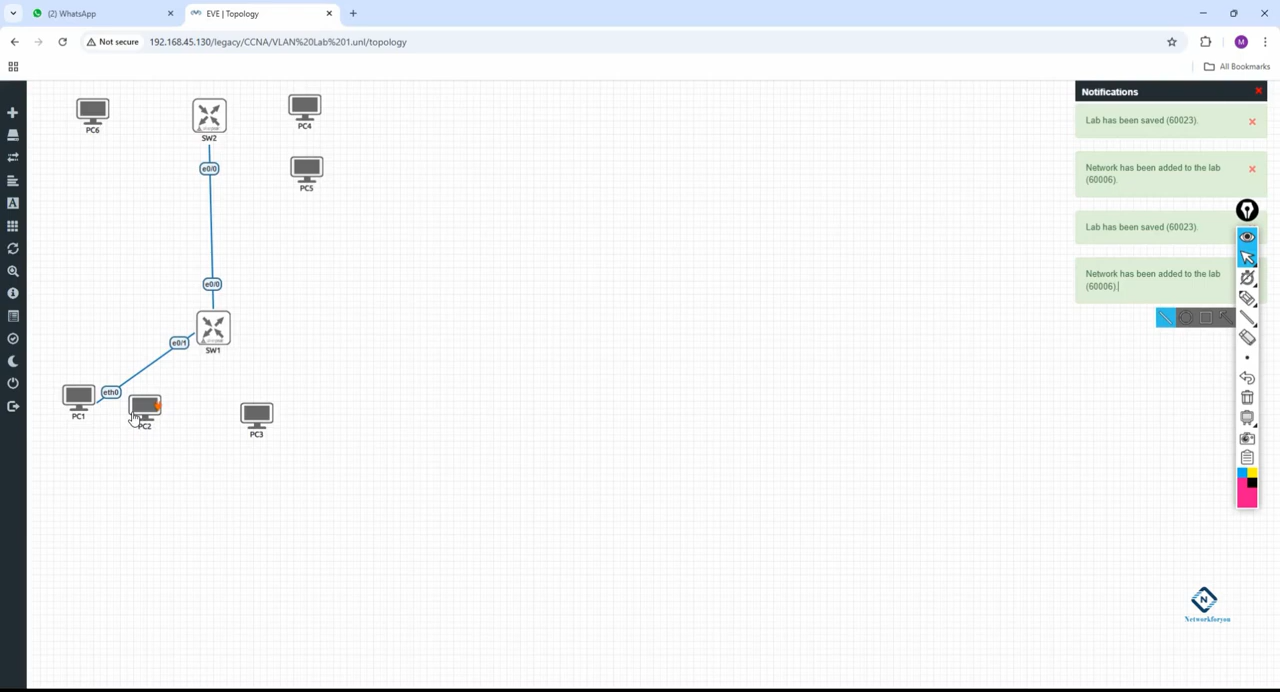 (2) WhatsApp
EVE | Topology
Not secure
192.168.45.130/legacy/CCNA/VLAN%20Lab%201.unl/topology
M
All Bookmarks
Notifications
Lab has been saved (60023).
Network has been added to the lab
(60006).
Lab has been saved (60023).
Network has been added to the lab
(60006).
PC6
SW2
PC4
e0/0
PC5
e0/0
SW1
e0/1
eth0
PC1
PC2
PC3
N
Networkforyou